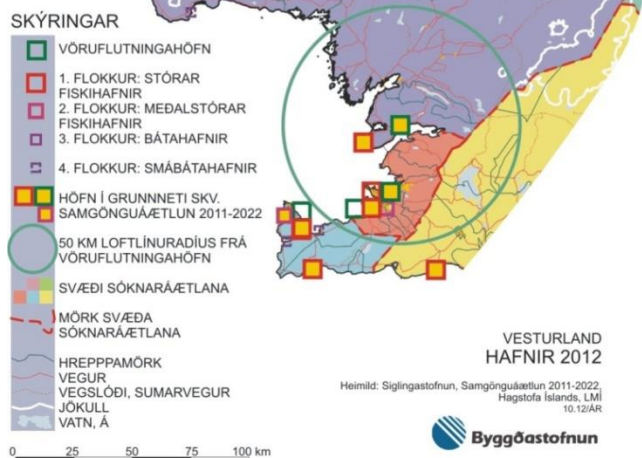 SKÝRINGAR
VÖRUFLUTNINGAHÖFN
1. FLOKKUR: STÓRAR
FISKIHAFNIR
2. FLOKKUR: MEÐALSTÓRAR
FISKIHAFNIR
3. FLOKKUR: BÁTAHAFNIR
4. FLOKKUR: SMÁBÁTAHAFNIR
HÖFN Í GRUNNNETI SKV.
SAMGÖNGUÁÆTLUN 2011-2022
50 KM LOFTLÍNURADÍUS FRÁ
VÖRUFLUTNINGAHÖFN
SVÆÐI SÓKNARÁÆTLANA
MÖRK SVÆÐA
SÓKNARÁÆTLANA
HREPPPAMÖRK
VEGUR
VEGSLÓÐI, SUMARVEGUR
JÖKULL
VATN, Á
0 25 50 75 100 km
VESTURLAND
HAFNIR 2012
Heimild: Siglingastofnun, Samgönguáætlun 2011-2022,
Hagstofa Íslands, LMÍ
10.12/ÁR
Byggðastofnun